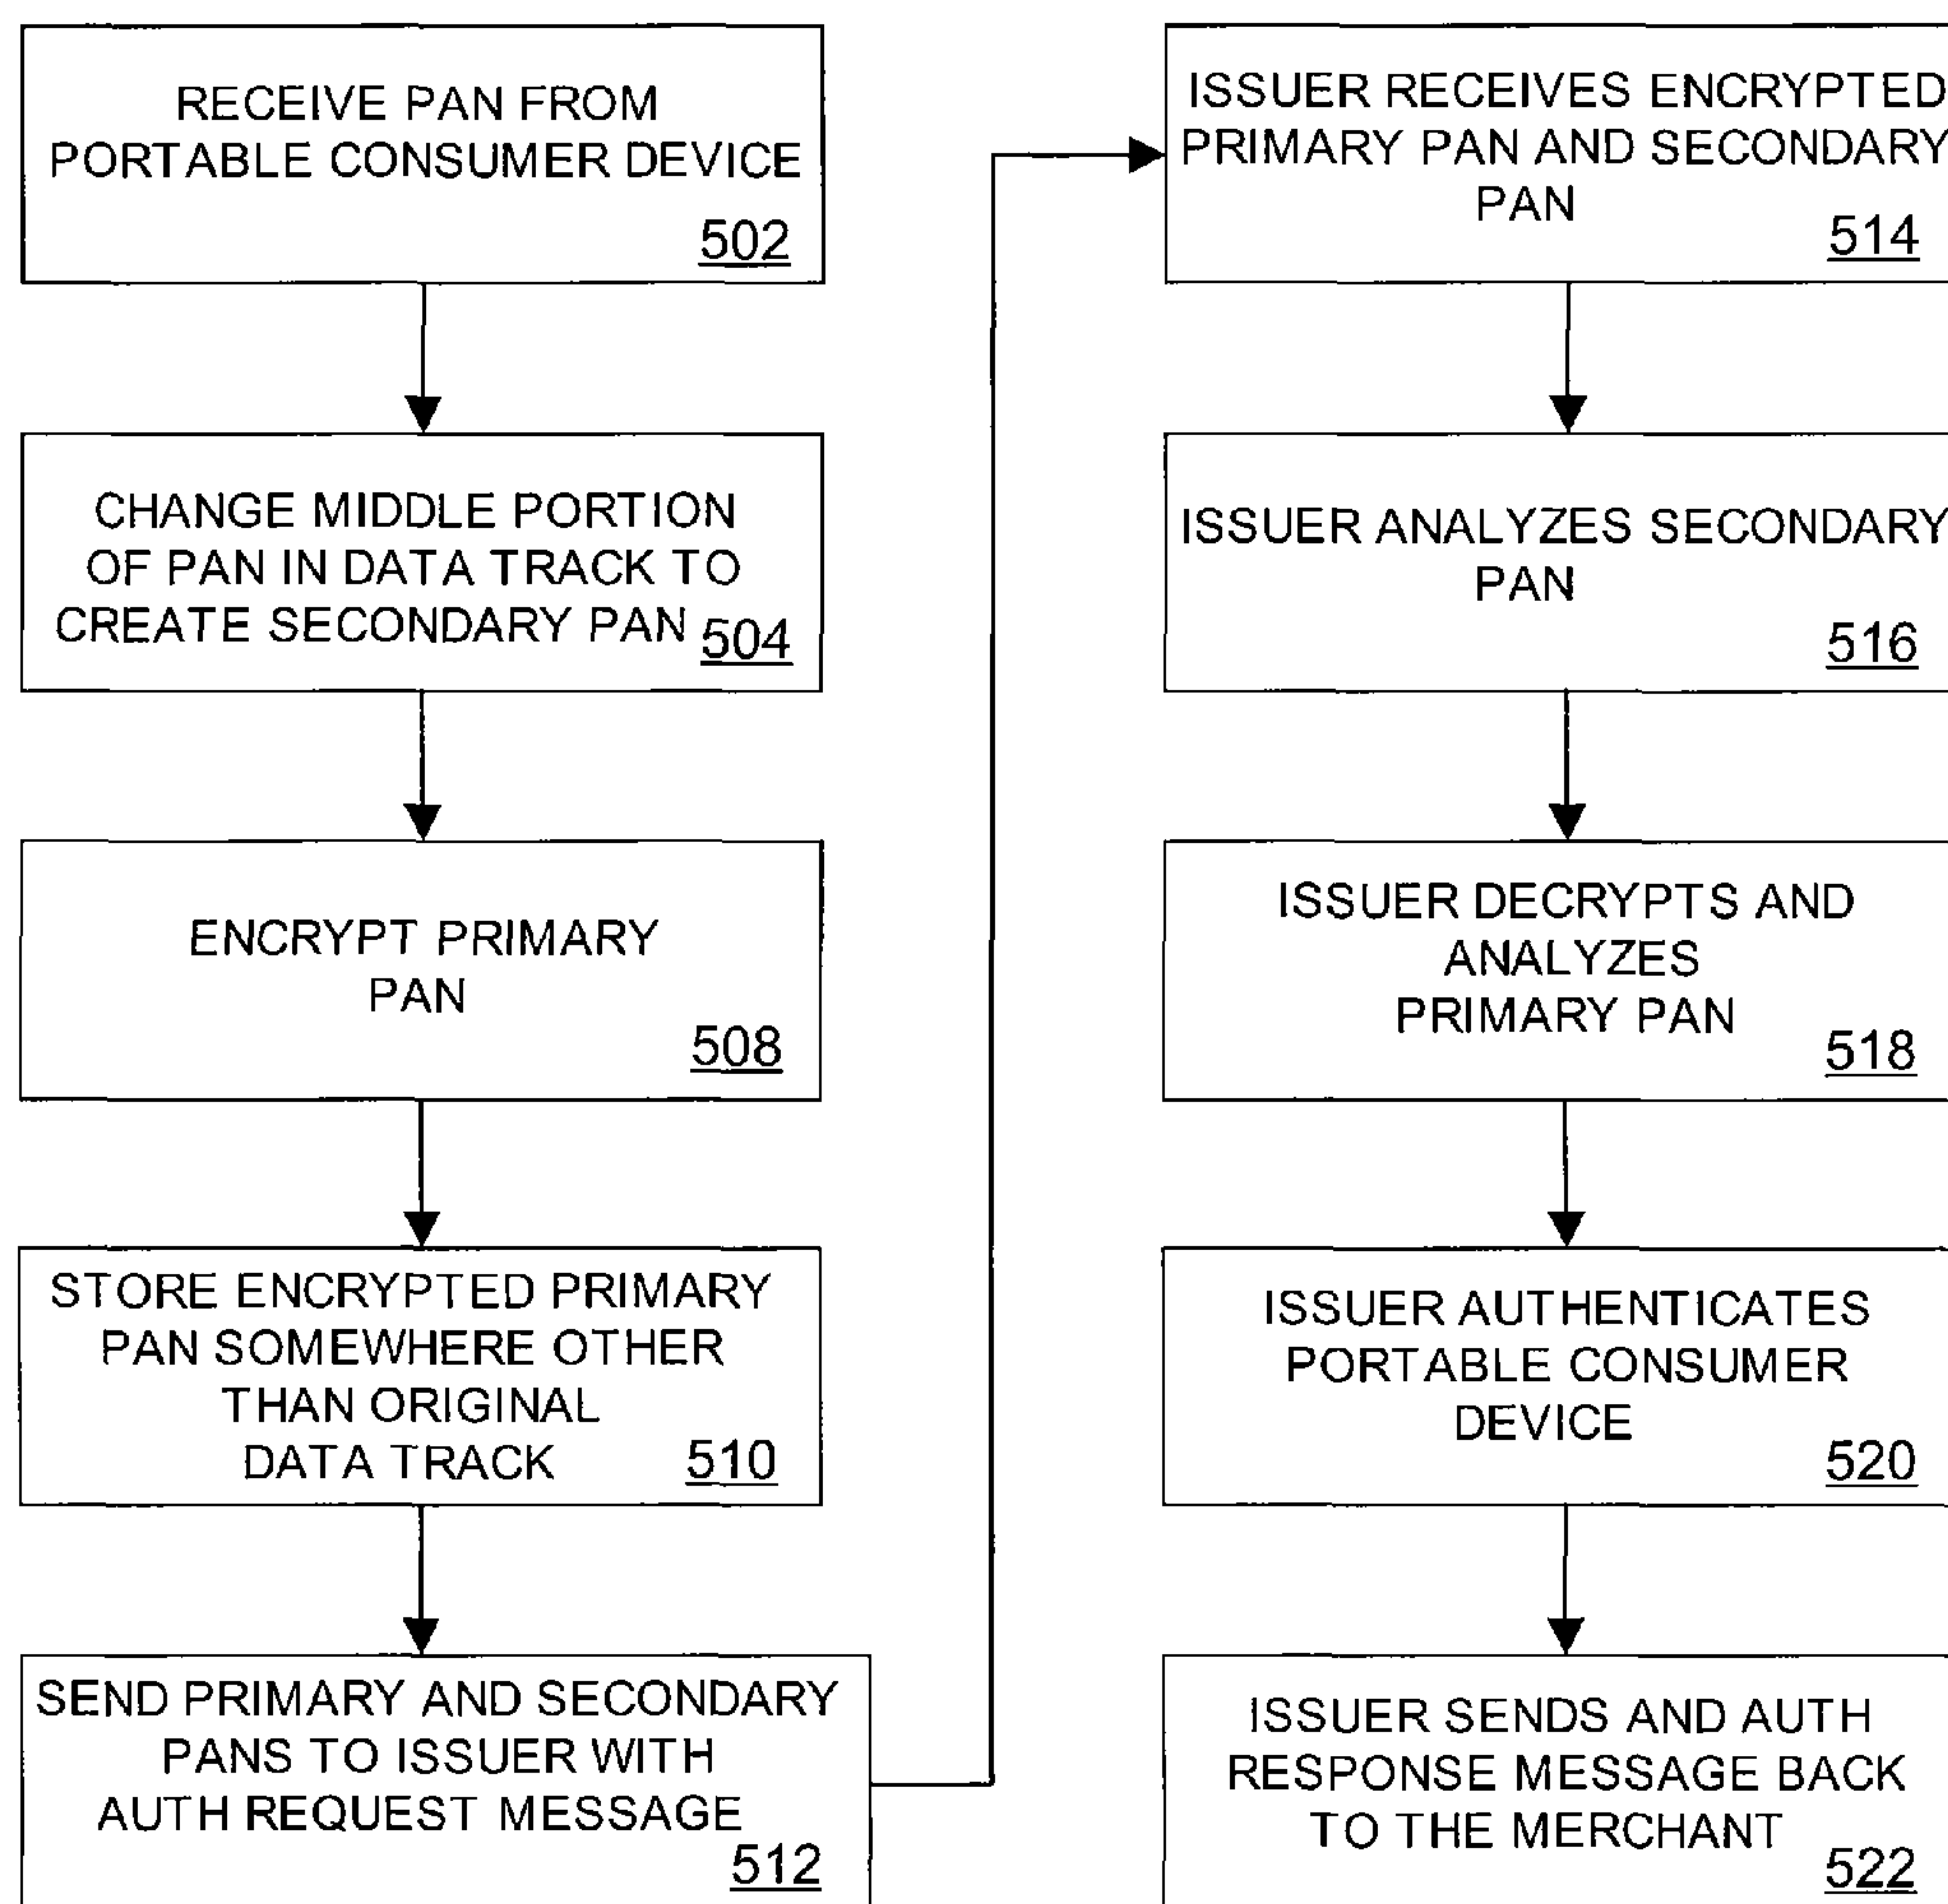 RECEIVE PAN FROM
PORTABLE CONSUMER DEVICE
502
CHANGE MIDDLE PORTION
OF PAN IN DATA TRACK TO
CREATE SECONDARY PAN
504
ENCRYPT PRIMARY
PAN
508
STORE ENCRYPTED PRIMARY
PAN SOMEWHERE OTHER
THAN ORIGINAL
DATA TRACK
510
SEND PRIMARY AND SECONDARY
PANS TO ISSUER WITH
AUTH REQUEST MESSAGE
512
ISSUER RECEIVES ENCRYPTED
PRIMARY PAN AND SECONDARY
PAN
514
ISSUER ANALYZES SECONDARY
PAN
516
ISSUER DECRYPTS AND
ANALYZES
PRIMARY PAN
518
ISSUER AUTHENTICATES
PORTABLE CONSUMER
DEVICE
520
ISSUER SENDS AND AUTH
RESPONSE MESSAGE BACK
TO THE MERCHANT
522